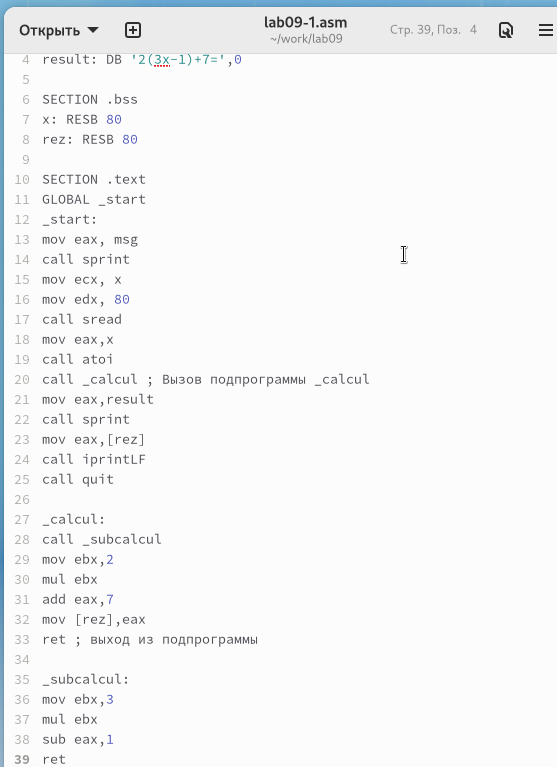 Открыть
lab09-1.asm
~/work/lab09
Стр. 39, Поз. 4
4 result: DB '2(3x-1)+7=',0
5
6 SECTION .bss
7 x: RESB 80
8 rez: RESB 80
9
10 SECTION .text
11 GLOBAL _start
12 _start:
13 mov eax, msg
14 call sprint
15 mov ecx, x
16 mov edx, 80
17 call sread
18 mov eax,x
19 call atoi
20 call _calcul ; Вызов подпрограммы _calcul
21 mov eax,result
22 call sprint
23 mov eax,[rez]
24 call iprintLF
25 call quit
26
27 _calcul:
28 call _subcalcul
29 mov ebx,2
30 mul ebx
31 add eax,7
32 mov [rez],eax
33 ret ; выход из подпрограммы
34
35 _subcalcul:
36 mov ebx,3
37 mul ebx
38 sub eax,1
39 ret